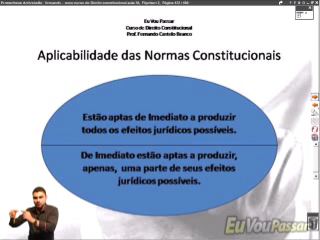 Eu Vou Passar
Curso de Direito Constitucional
Prof. Fernando Castelo Branco
Aplicabilidade das Normas Constitucionais
Estão aptas de Imediato a produzir
todos os efeitos jurídicos possíveis.
De Imediato estão aptas a produzir,
apenas, uma parte de seus efeitos
jurídicos possíveis.
EuVouPassar